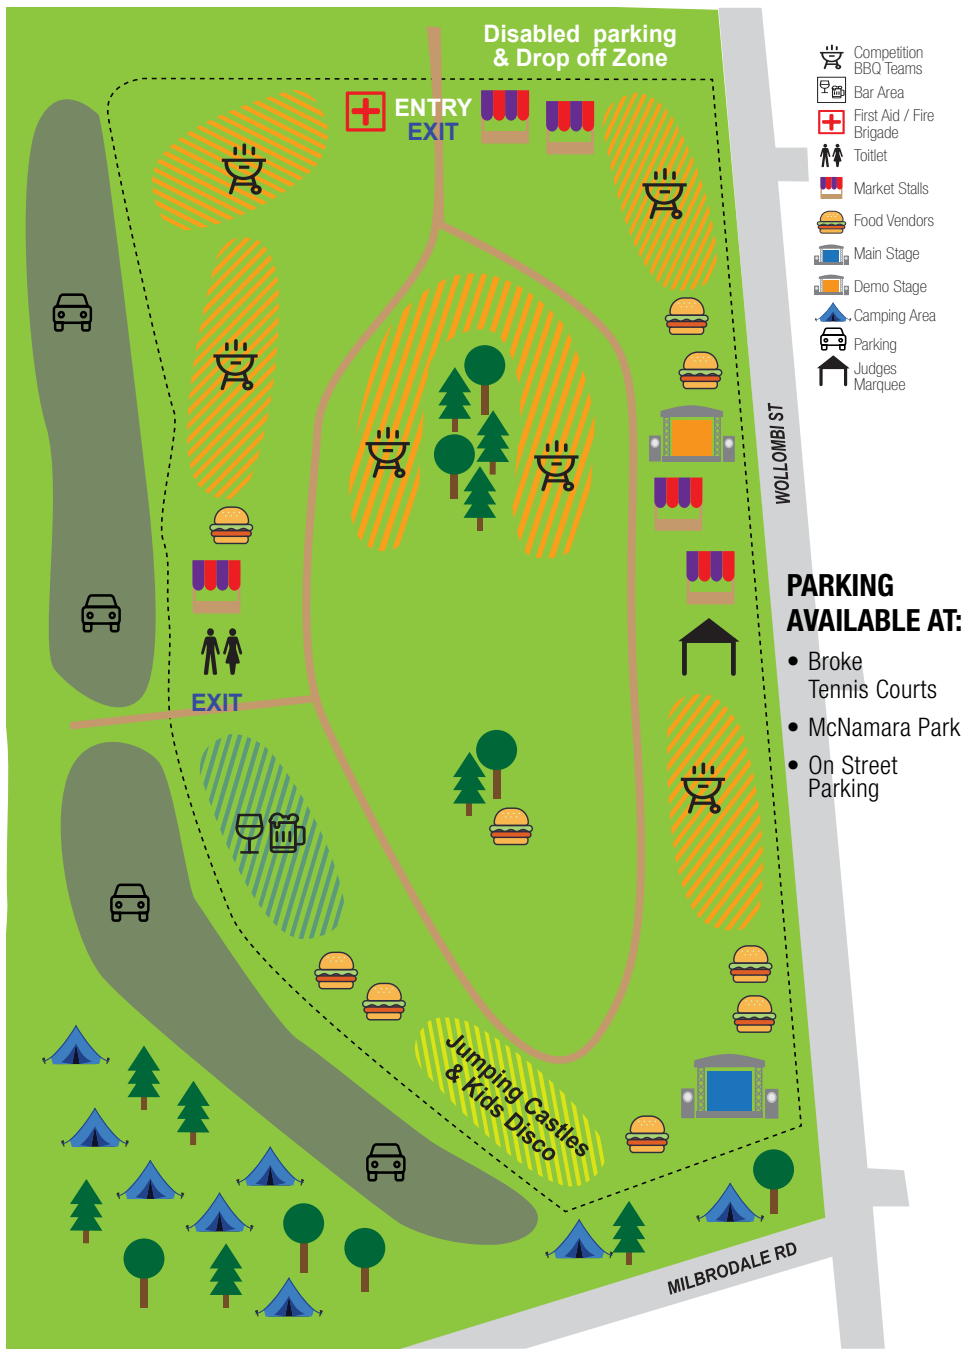 Disabled parking
& Drop off Zone
ENTRY
EXIT
Competition
BBQ Teams
Bar Area
First Aid / Fire
Brigade
Toitlet
Market Stalls
Food Vendors
Main Stage
Demo Stage
Camping Area
Parking
Judges
Marquee
WOLLOMBI ST
PARKING
AVAILABLE AT:
• Broke
Tennis Courts
• McNamara Park
• On Street
Parking
EXIT
Jumping Castles
& Kids Disco
MILBRODALE RD